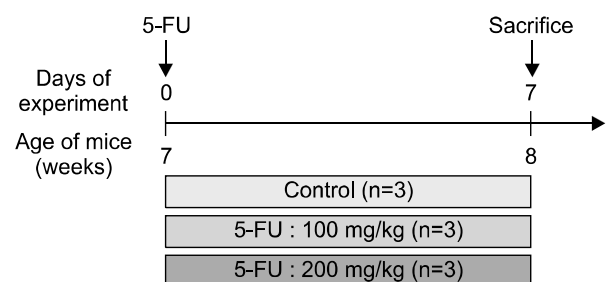 5-FU
Sacrifice
Days of
experiment
0
7
Age of mice
(weeks)
7
8
Control (n=3)
5-FU : 100 mg/kg (n=3)
5-FU : 200 mg/kg (n=3)